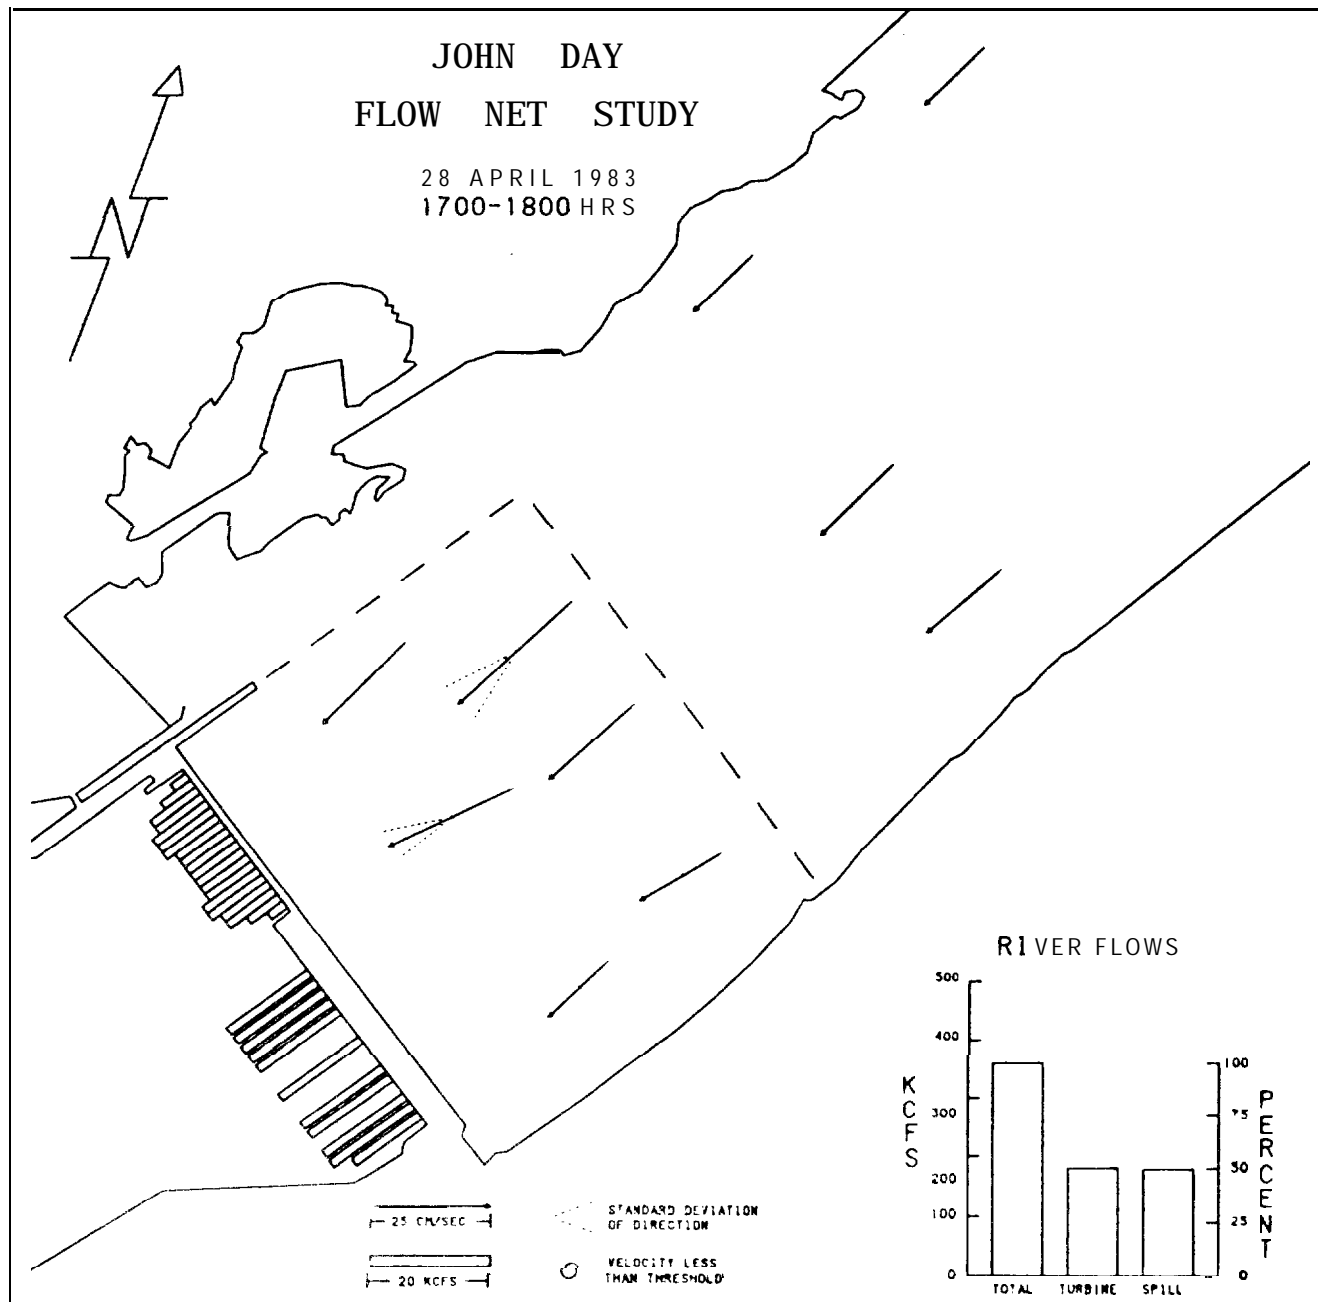 JOHN DAY
FLOW NET STUDY
28 APRIL 1983
1700-1800 HRS
N
RIVER FLOWS
KCFS
500
400
300
200
100
0
100
75
50
25
0
PERCENT
TOTAL TURBINE SPILL
25 CM/SEC
20 KCFS
STANDARD DEVIATION
OF DIRECTION
VELOCITY LESS
THAN THRESHOLD